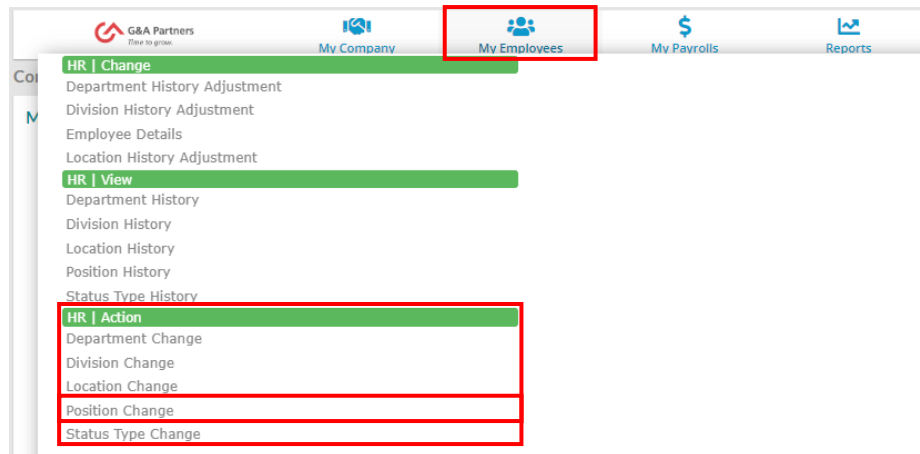 G&A Partners
Time to grow.
My Company
My Employees
My Payrolls
Reports
Cor
M
HR | Change
Department History Adjustment
Division History Adjustment
Employee Details
Location History Adjustment
HR | View
Department History
Division History
Location History
Position History
Status Type History
HR | Action
Department Change
Division Change
Location Change
Position Change
Status Type Change